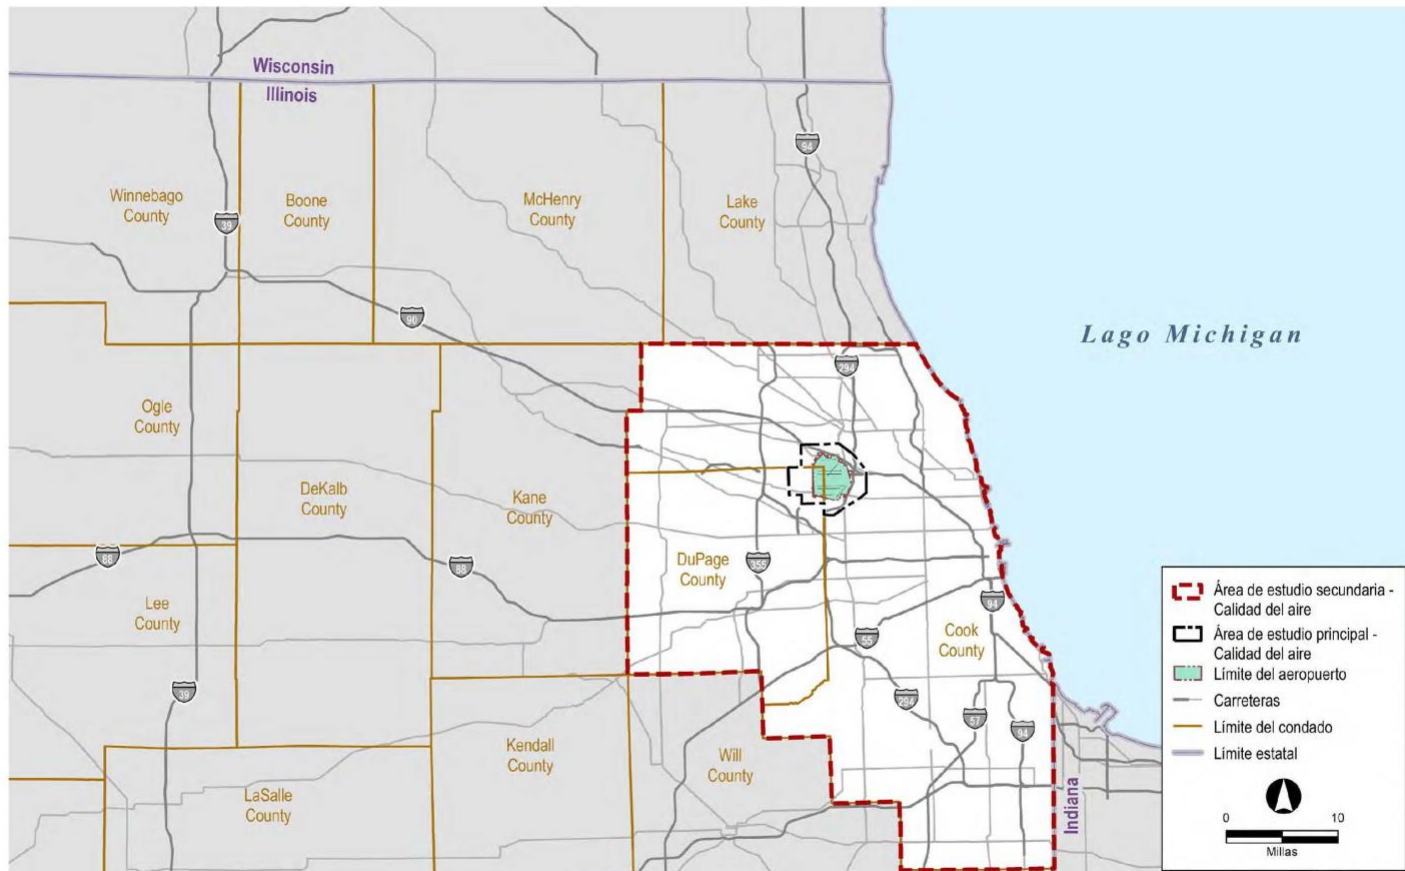 Wisconsin
Illinois
94
Winnebago
County
Boone
County
McHenry
County
Lake
County
39
90
Lago Michigan
294
Ogle
County
DeKalb
County
Kane
County
88
88
DuPage
County
355
Lee
County
94
55
Cook
County
39
294
57
94
Kendall
County
Will
County
LaSalle
County
Indiana
Área de estudio secundaria -
Calidad del aire
Área de estudio principal -
Calidad del aire
Límite del aeropuerto
Carreteras
Límite del condado
Límite estatal
0 10
Millas